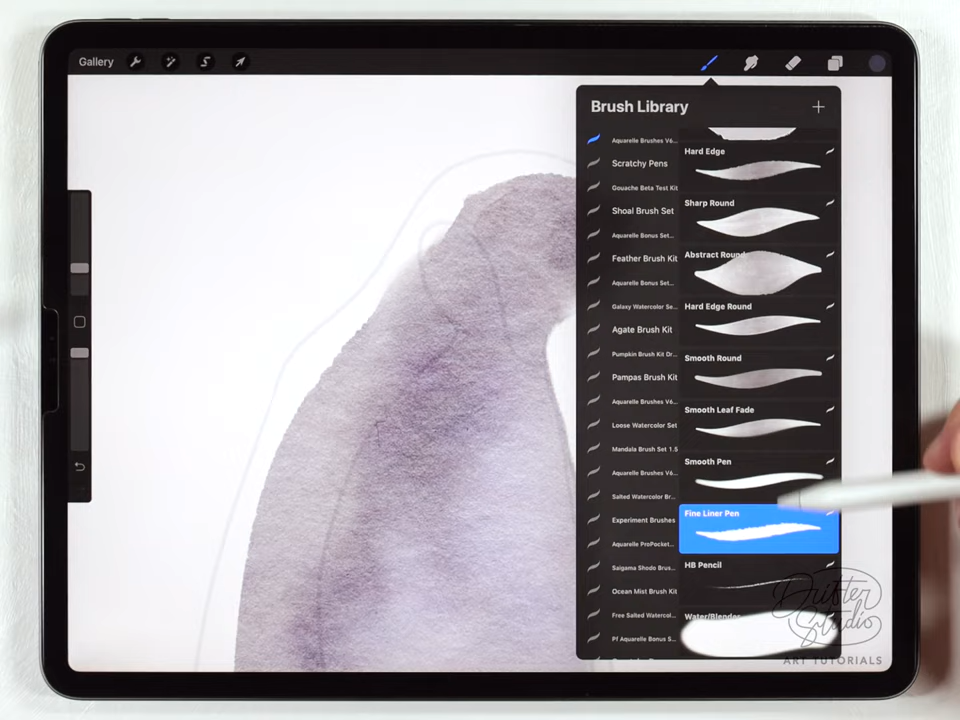 Gallery
Brush Library
Aquarelle Brushes V6...
Scratchy Pens
Gouache Beta Test Kit
Shoal Brush Set
Aquarelle Bonus Set...
Feather Brush Kit
Aquarelle Bonus Set...
Galaxy Watercolor Se...
Agate Brush Kit
Pumpkin Brush Kit Dr...
Pampas Brush Kit
Aquarelle Brushes V6...
Loose Watercolor Set
Mandala Brush Set 1.5
Aquarelle Brushes V6...
Salted Watercolor Br...
Experiment Brushes
Aquarelle ProPocket...
Saigama Shodo Brus...
Ocean Mist Brush Kit
Free Salted Watercol...
Pf Aquarelle Bonus S...
Hard Edge
Sharp Round
Abstract Round
Hard Edge Round
Smooth Round
Smooth Leaf Fade
Smooth Pen
Fine Liner Pen
HB Pencil
Water/Blender
Drifter
Studio
ART TUTORIALS